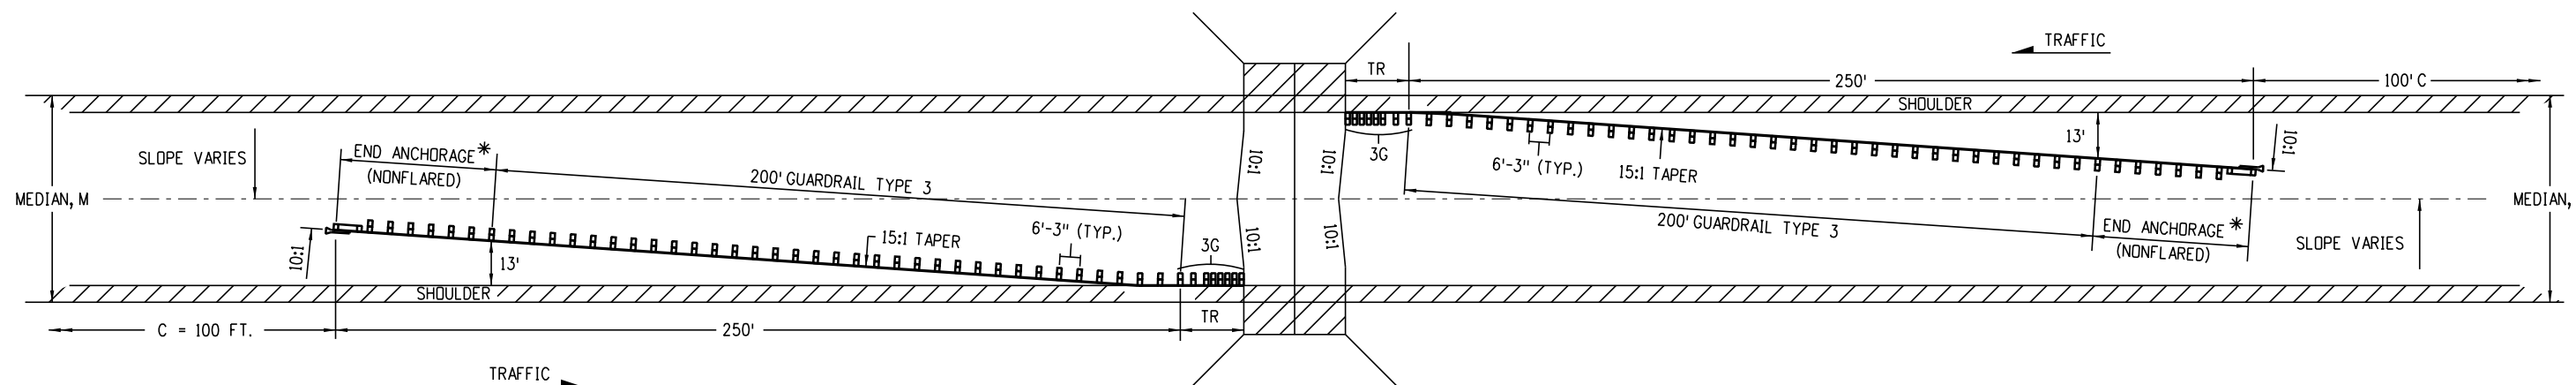 TRAFFIC
TR
250'
100' C
SHOULDER
3G
6'-3" (TYP.)
15:1 TAPER
13'
10:1
SLOPE VARIES
END ANCHORAGE*
(NONFLARED)
200' GUARDRAIL TYPE 3
10:1
10:1
MEDIAN, M
MEDIAN,
10:1
13'
15:1 TAPER
6'-3" (TYP.)
3G
10:1
10:1
200' GUARDRAIL TYPE 3
END ANCHORAGE*
(NONFLARED)
SLOPE VARIES
SHOULDER
C = 100 FT.
250'
TR
TRAFFIC